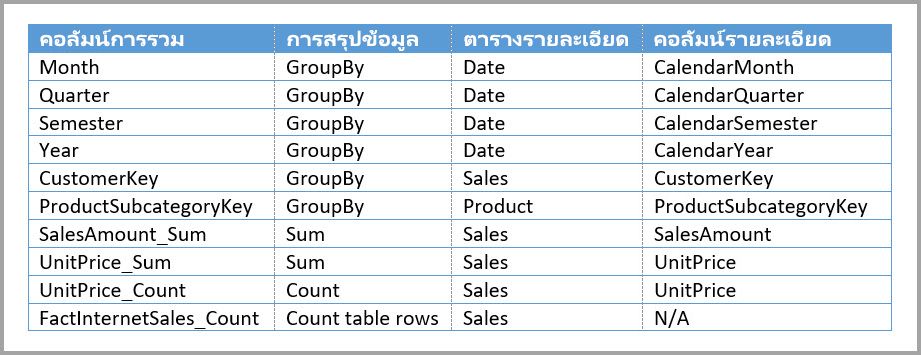 คอลัมน์การรวม การสรุปข้อมูล ตารางรายละเอียด คอลัมน์รายละเอียด
Month GroupBy Date CalendarMonth
Quarter GroupBy Date CalendarQuarter
Semester GroupBy Date CalendarSemester
Year GroupBy Date CalendarYear
CustomerKey GroupBy Sales CustomerKey
ProductSubcategoryKey GroupBy Product ProductSubcategoryKey
SalesAmount_Sum Sum Sales SalesAmount
UnitPrice_Sum Sum Sales UnitPrice
UnitPrice_Count Count Sales UnitPrice
FactInternetSales_Count Count table rows Sales N/A